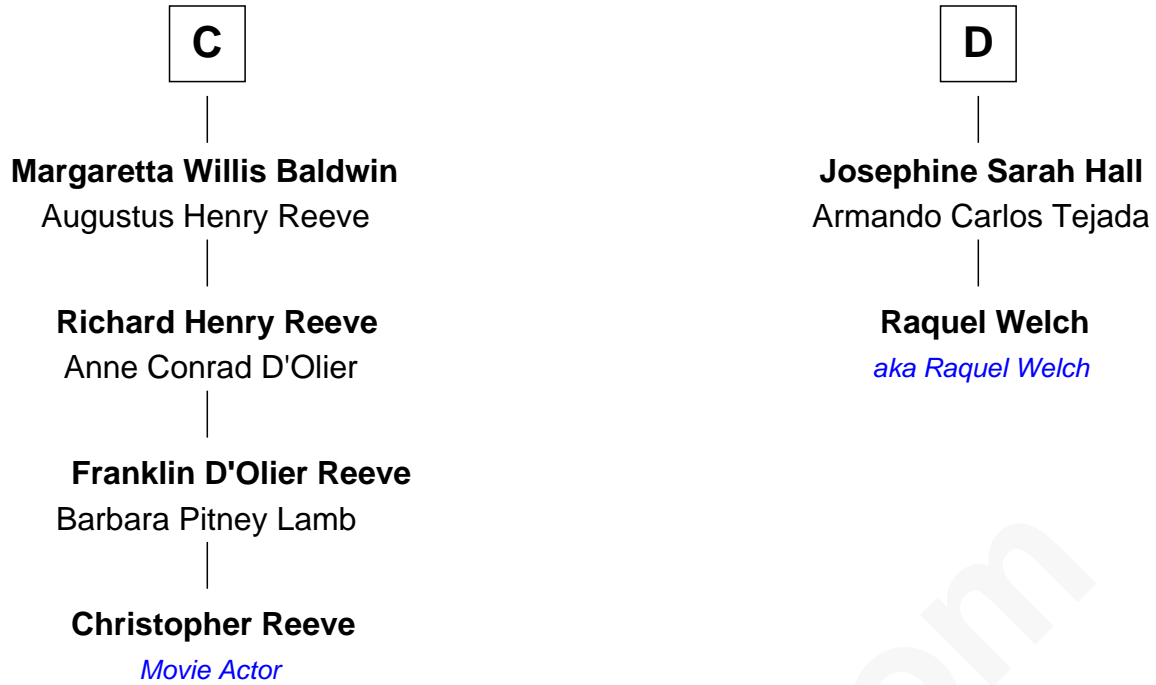 C
Margaretta Willis Baldwin
Augustus Henry Reeve
Richard Henry Reeve
Anne Conrad D'Olier
Franklin D'Olier Reeve
Barbara Pitney Lamb
Christopher Reeve
Movie Actor
D
Josephine Sarah Hall
Armando Carlos Tejada
Raquel Welch
aka Raquel Welch
om